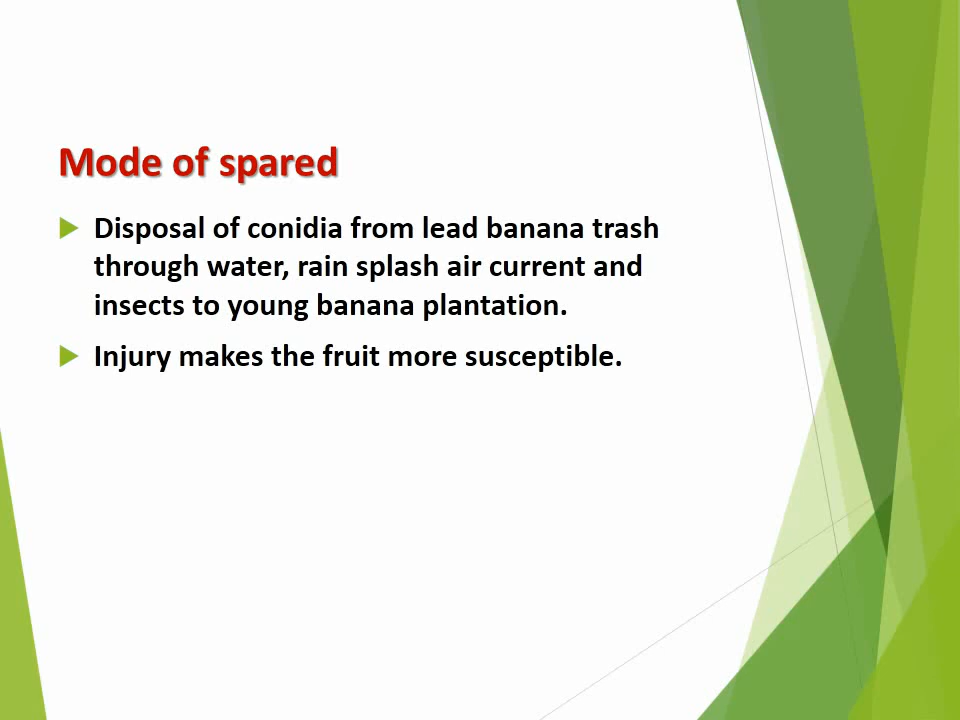 Mode of spared
Disposal of conidia from lead banana trash
through water, rain splash air current and
insects to young banana plantation.
Injury makes the fruit more susceptible.